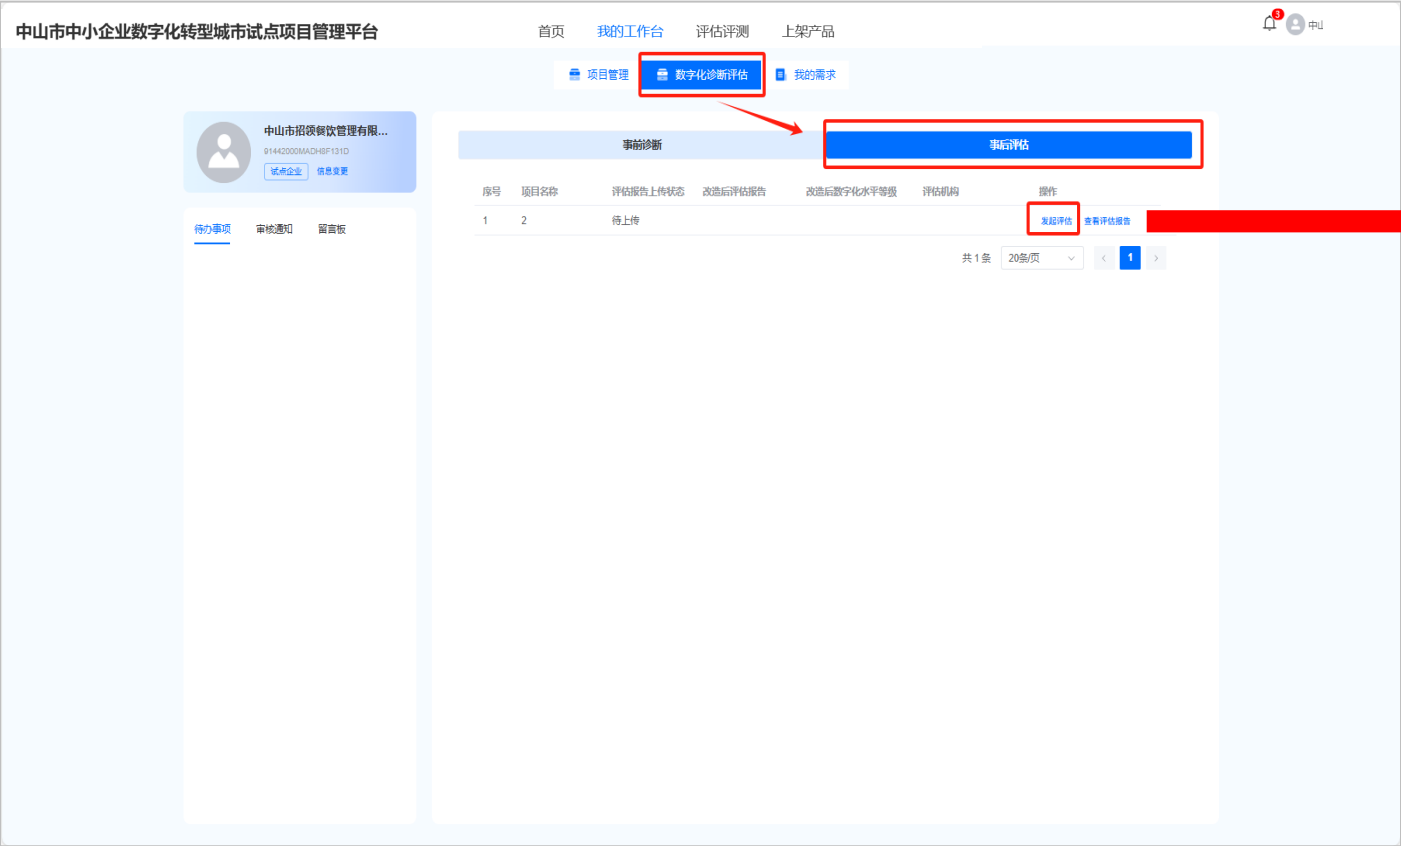 中山市中小企业数字化转型城市试点项目管理平台 首页 我的工作台 评估评测 上架产品 3 中山
项目管理 数字化诊断评估 我的需求
中山市招领餐饮管理有限...
91442000MADH8F131D
试点企业 信息变更
待办事项 审核通知 留言板
事前诊断 事后评估
序号 项目名称 评估报告上传状态 改造后评估报告 改造后数字化水平等级 评估机构 操作
1 2 待上传 发起评估 查看评估报告
共 1 条 20条/页 1